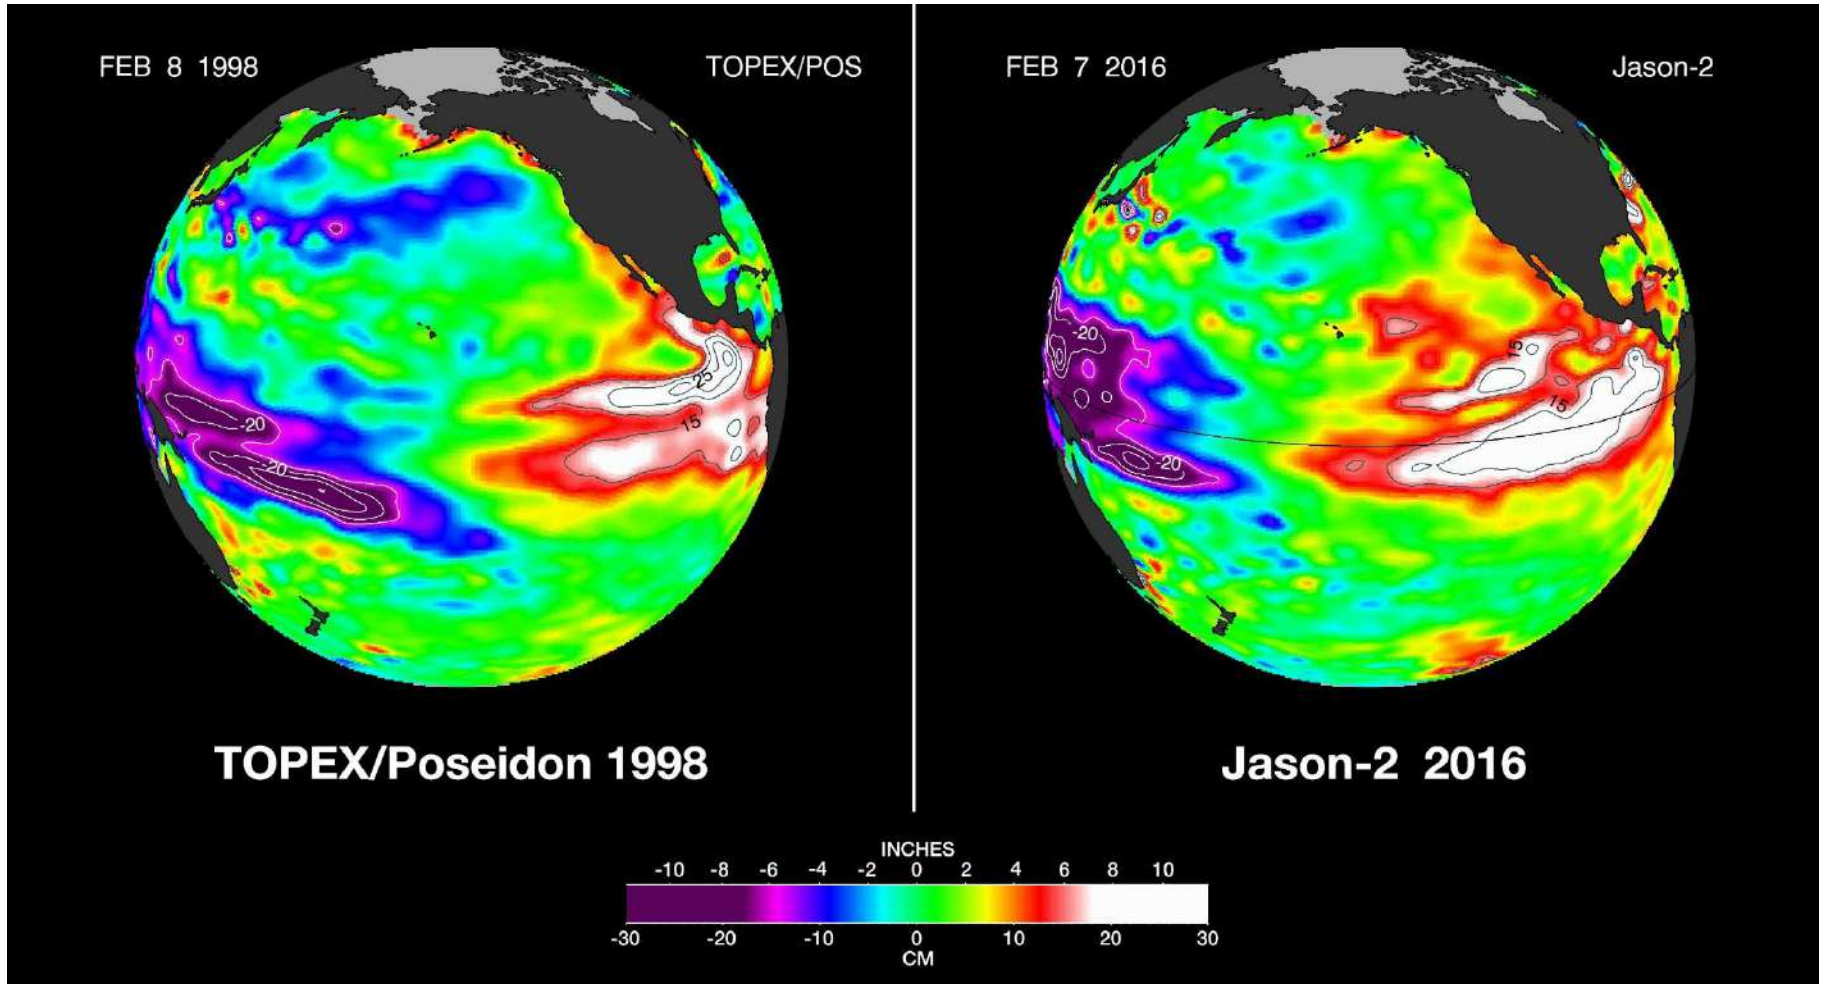 FEB 8 1998
TOPEX/POS
-20
-20
25
15
TOPEX/Poseidon 1998
FEB 7 2016
Jason-2
-20
-20
15
15
Jason-2 2016
INCHES
-10 -8 -6 -4 -2 0 2 4 6 8 10
-30 -20 -10 0 10 20 30
CM